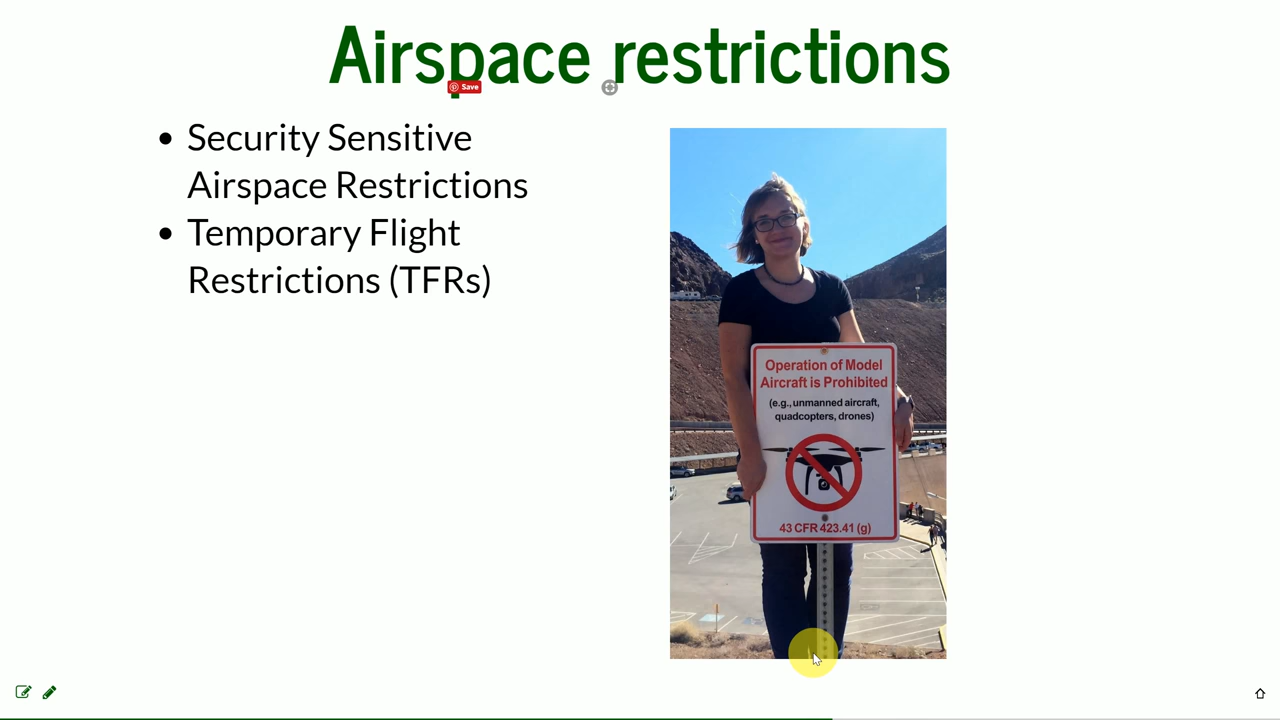 Airspace restrictions
Save
• Security Sensitive
Airspace Restrictions
• Temporary Flight
Restrictions (TFRs)
Operation of Model
Aircraft is Prohibited
(e.g., unmanned aircraft,
quadcopters, drones)
43 CFR 423.41 (g)